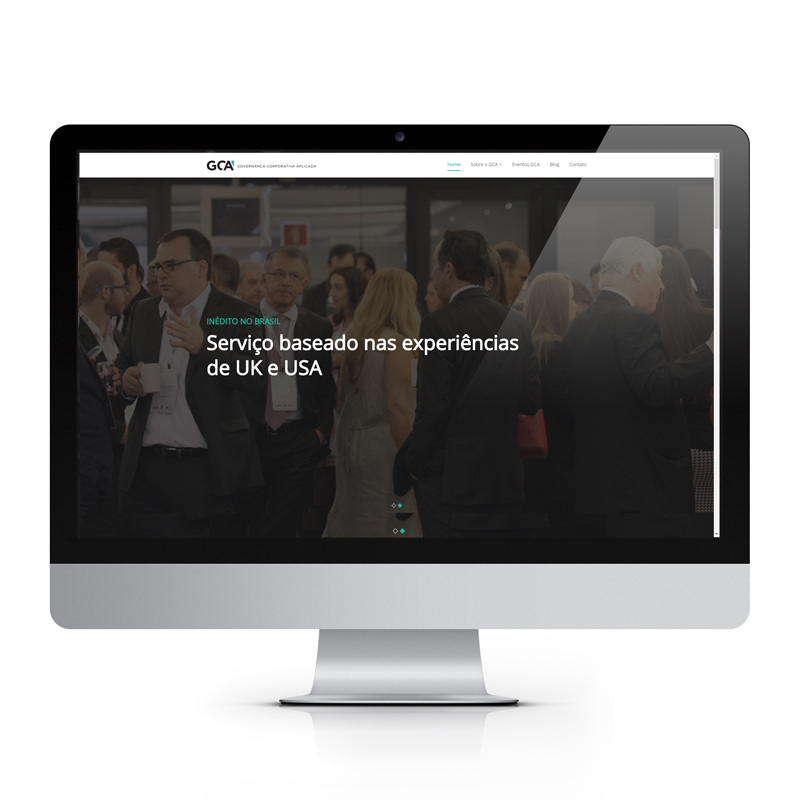 GCA GOVERNANÇA CORPORATIVA APLICADA
Home Sobre o GCA Eventos GCA Blog Contato
INÉDITO NO BRASIL
Serviço baseado nas experiências
de UK e USA